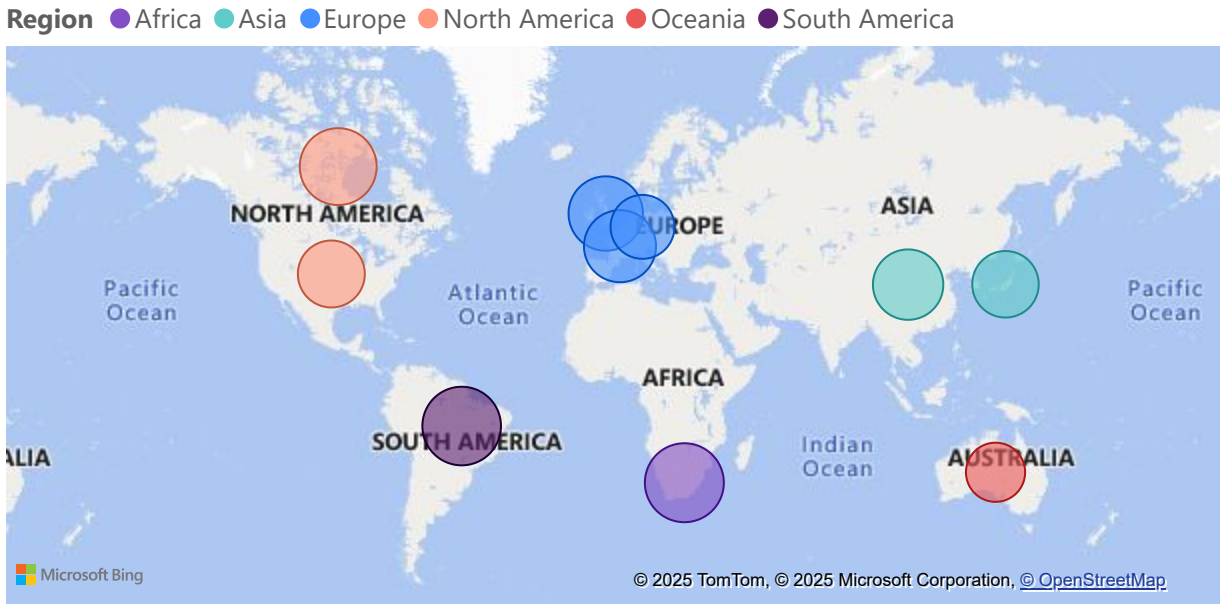 Region Africa Asia Europe North America Oceania South America
NORTH AMERICA
EUROPE
ASIA
Pacific
Ocean
Atlantic
Ocean
Pacific
Ocean
AFRICA
SOUTH AMERICA
Indian
Ocean
AUSTRALIA
ALIA
Microsoft Bing
© 2025 TomTom, © 2025 Microsoft Corporation, © OpenStreetMap